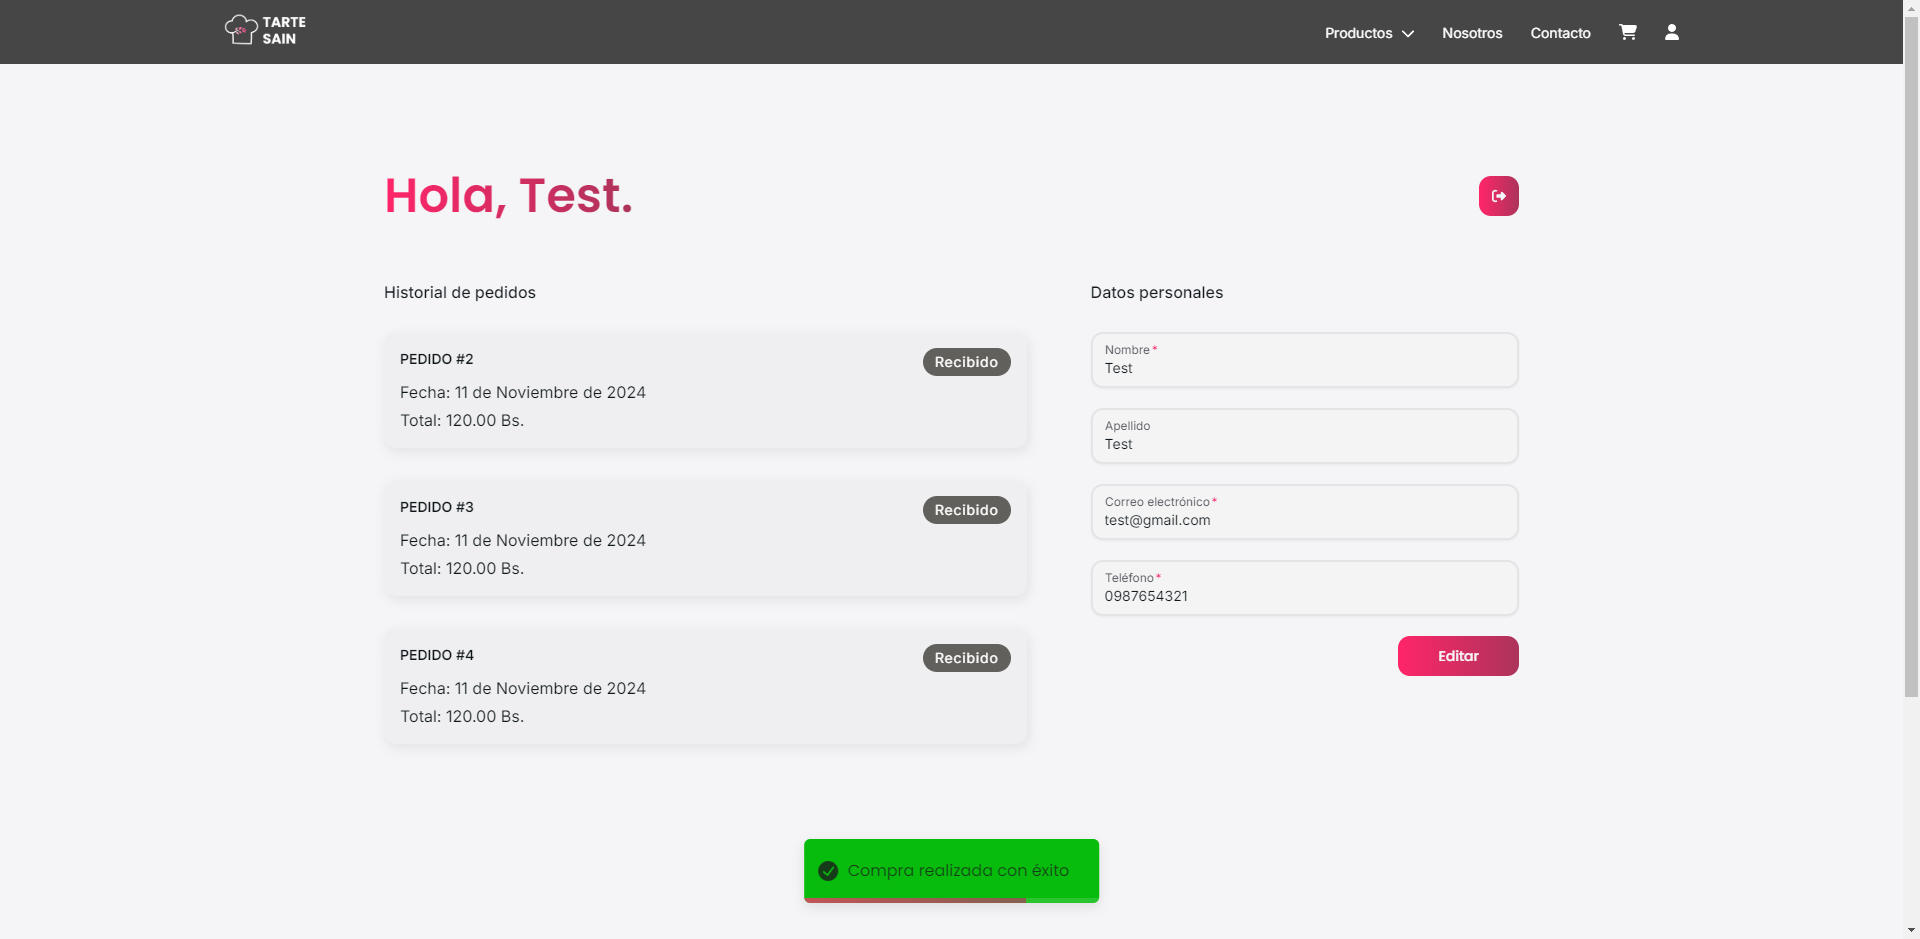 TARTE
SAIN
Productos
Nosotros
Contacto
Hola, Test.
Historial de pedidos
PEDIDO #2
Recibido
Fecha: 11 de Noviembre de 2024
Total: 120.00 Bs.
PEDIDO #3
Recibido
Fecha: 11 de Noviembre de 2024
Total: 120.00 Bs.
PEDIDO #4
Recibido
Fecha: 11 de Noviembre de 2024
Total: 120.00 Bs.
Datos personales
Nombre*
Test
Apellido
Test
Correo electrónico*
test@gmail.com
Teléfono*
0987654321
Editar
Compra realizada con éxito